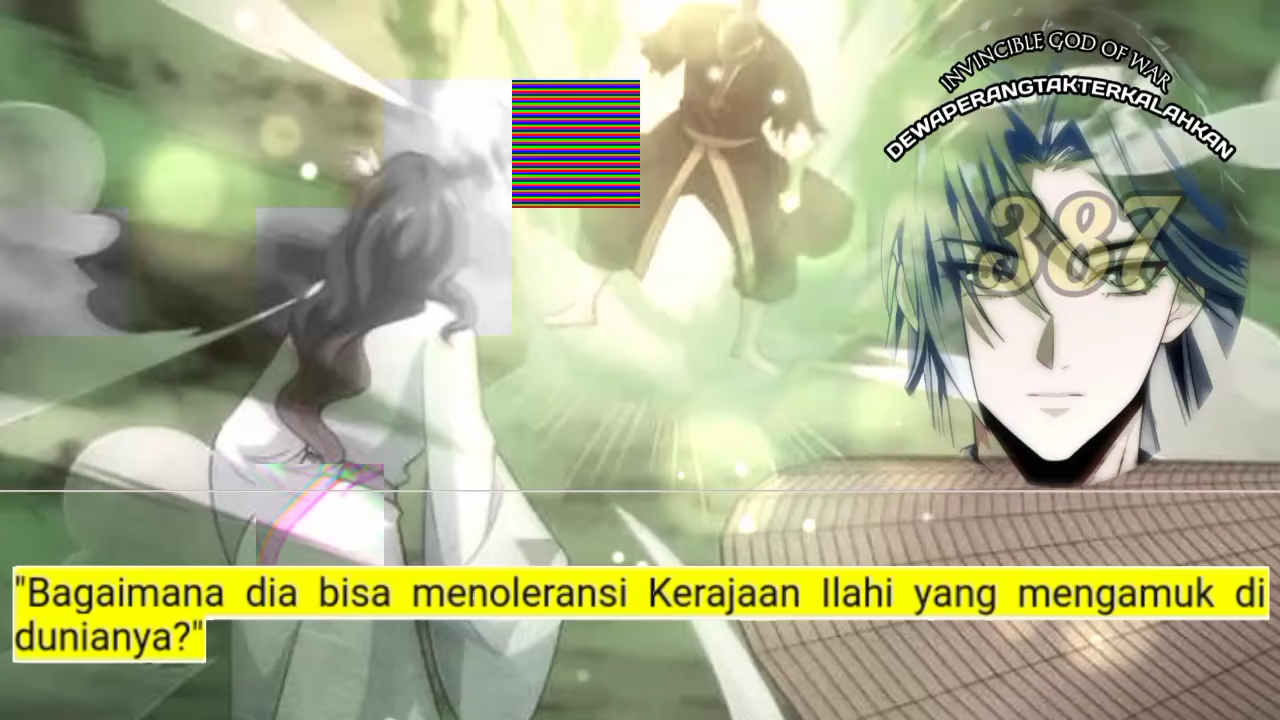 INVINCIBLE GOD OF WAR
DEWAPERANGTAKTERKALAHKAN
387
"Bagaimana dia bisa menoleransi Kerajaan Ilahi yang mengamuk di
dunianya?"